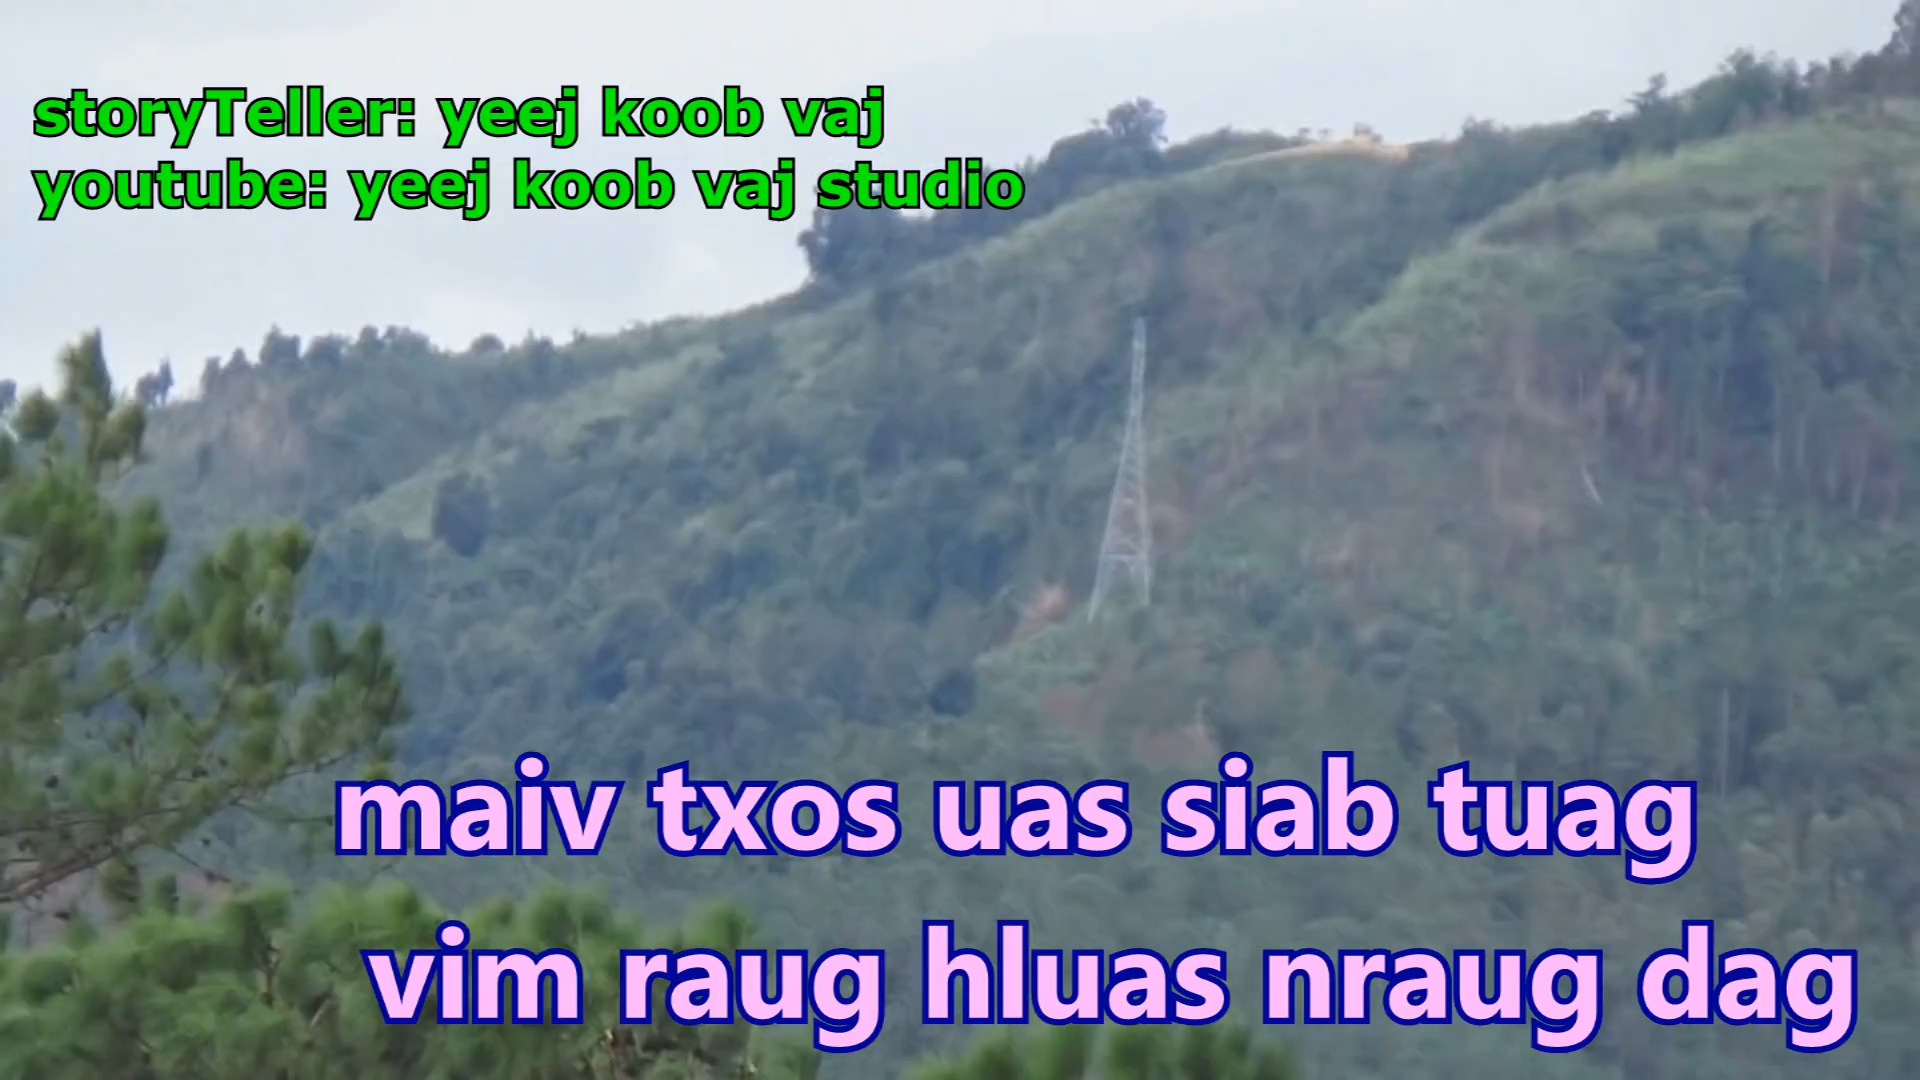 storyTeller: yeej koob vaj
youtube: yeej koob vaj studio
maiv txos uas siab tuag
vim raug hluas nraug dag